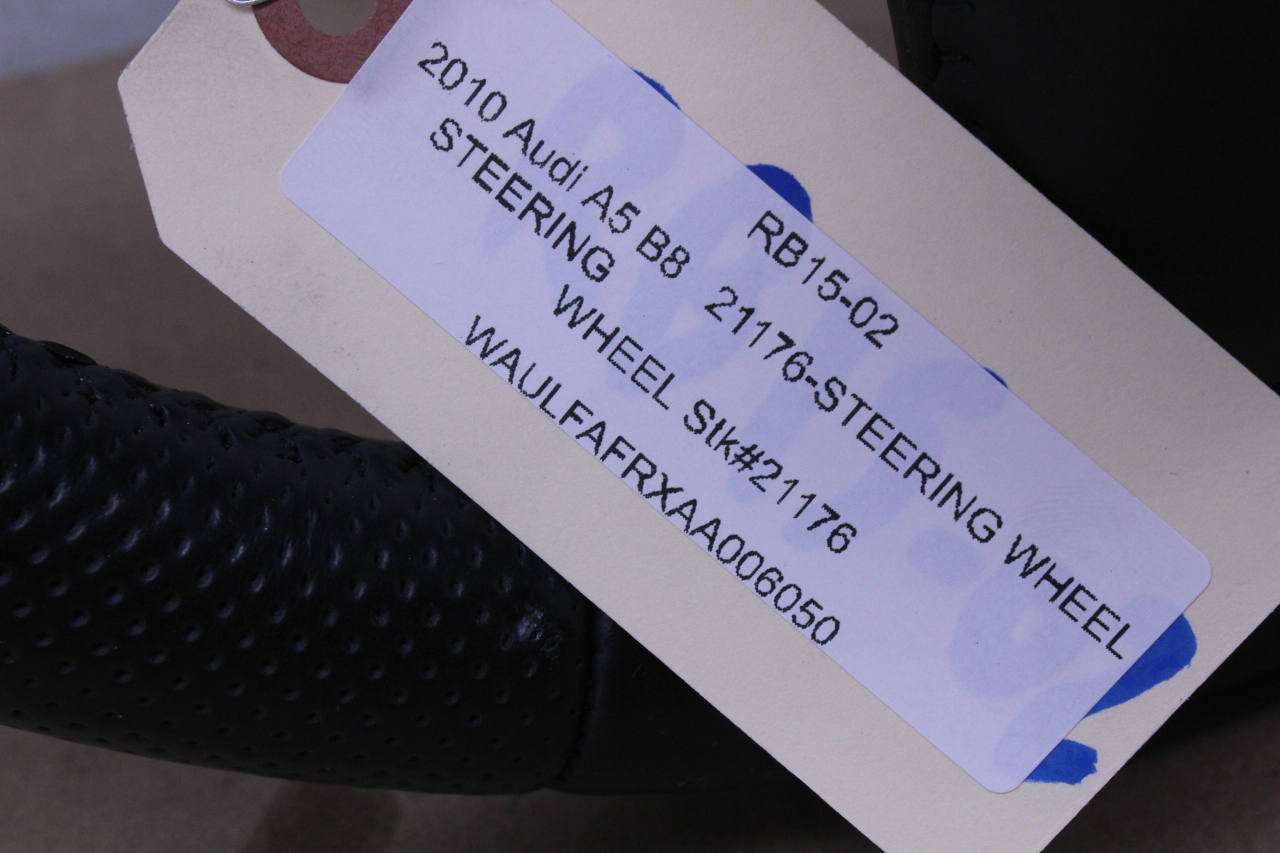 RB15-02
2010 Audi A5 B8 21176-STEERING WHEEL
STEERING
WHEEL Stk#21176
WAULFAFRXAA006050